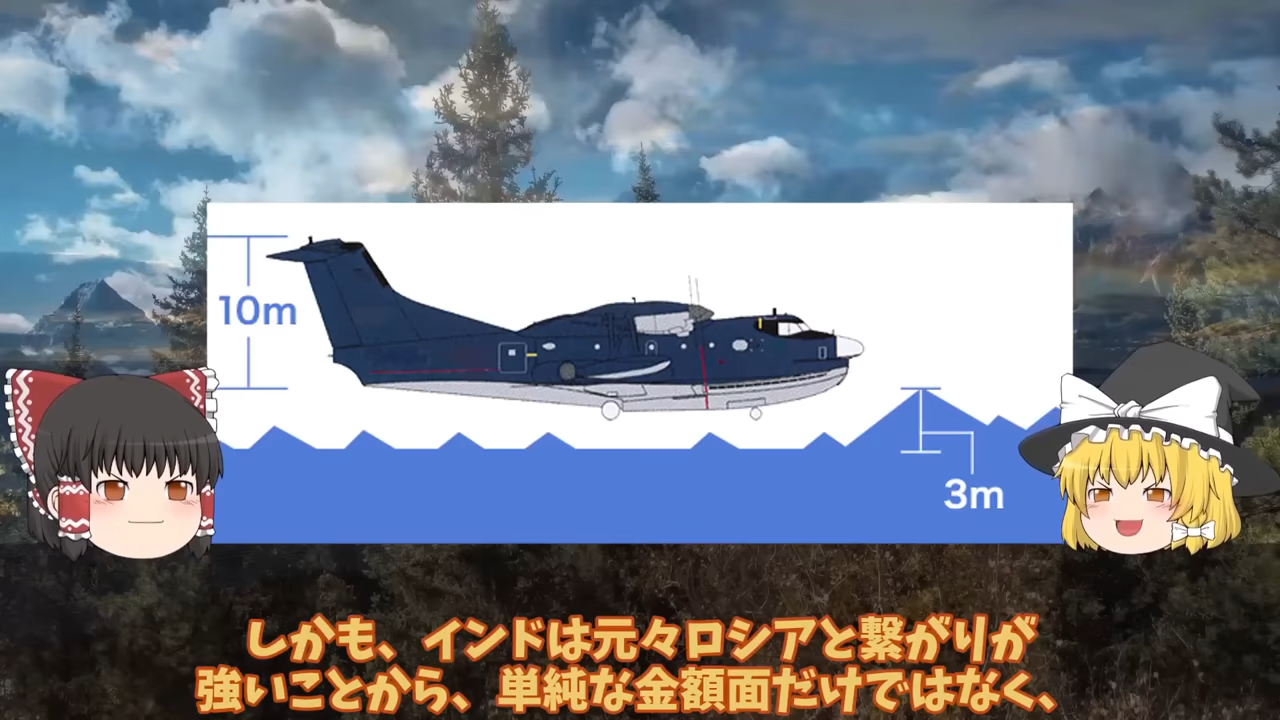 10m
3m
しかも、インドは元々ロシアと繋がりが
強いことから、単純な金額面だけではなく、